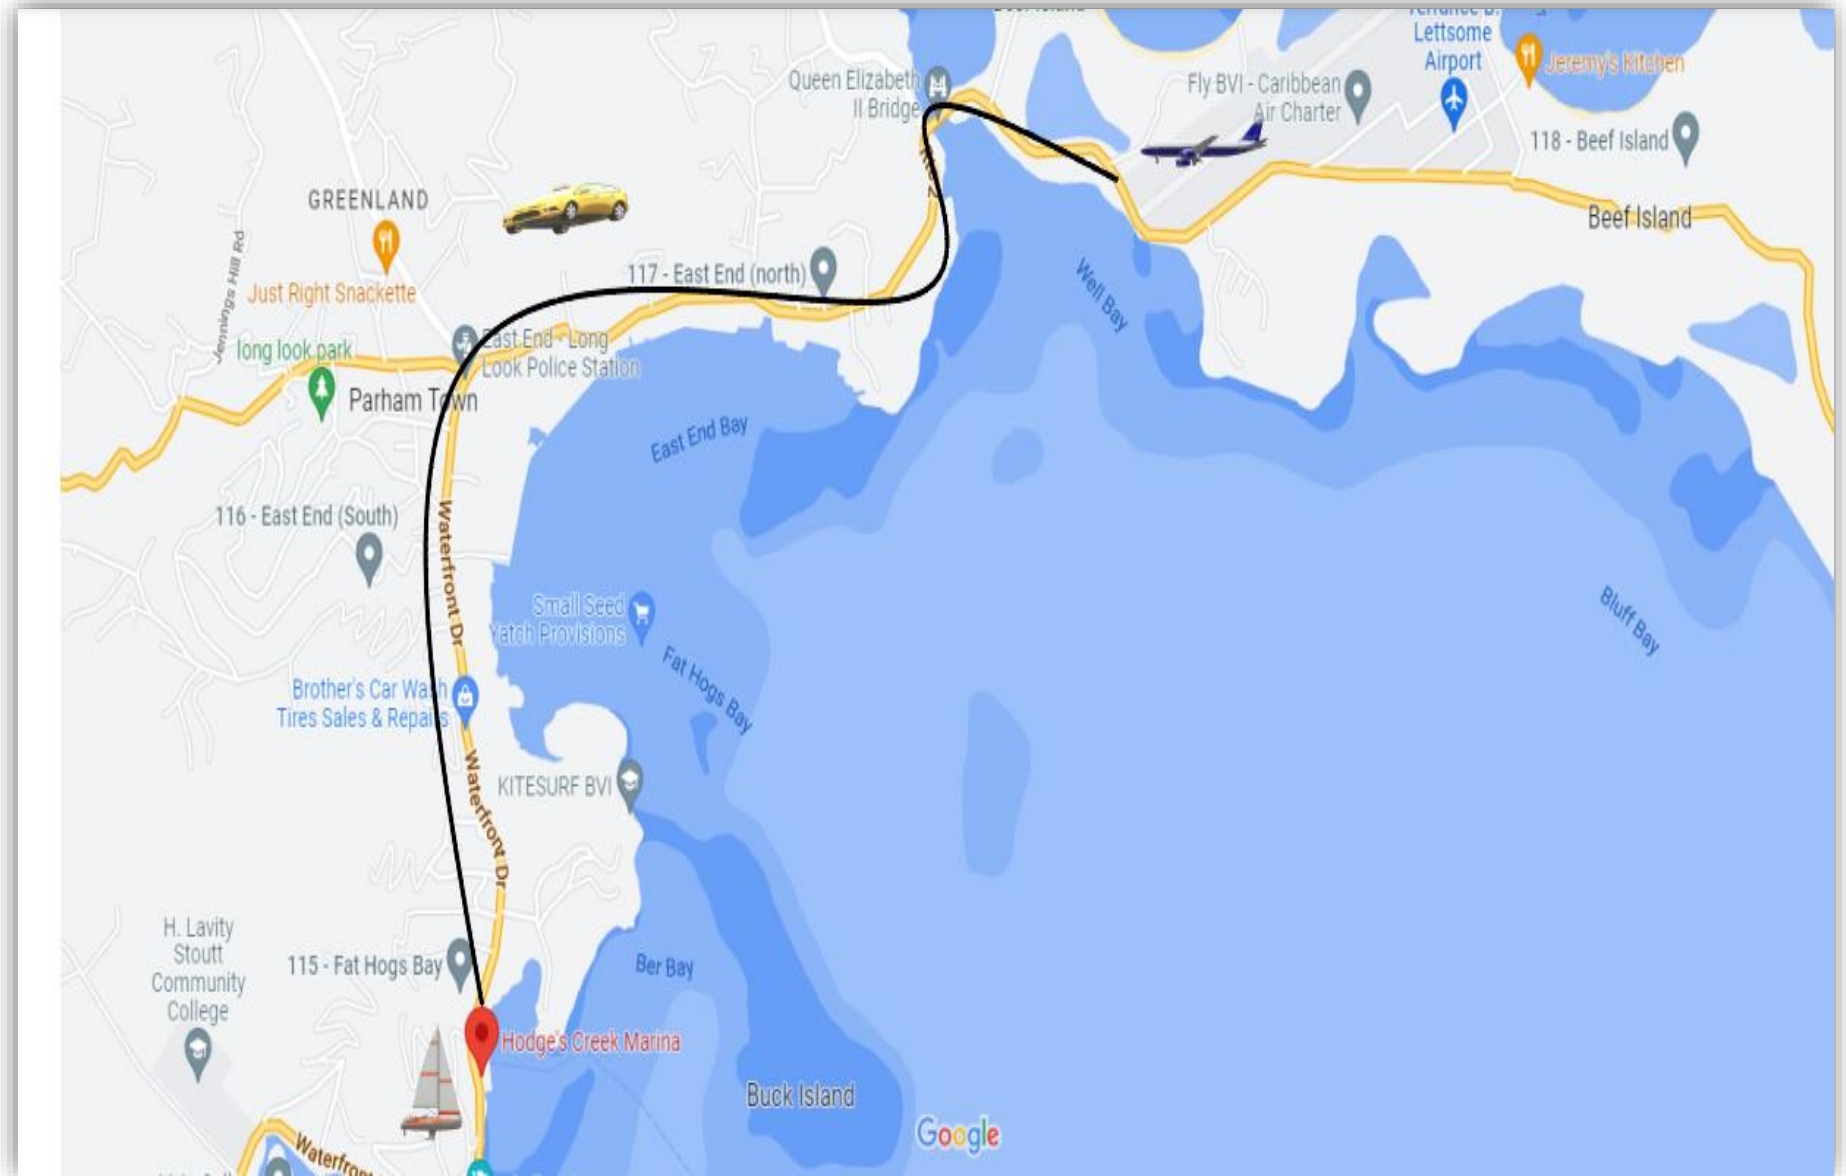 Lettsome
Airport
Jeremy's Kitchen
Queen Elizabeth
II Bridge
Fly BVI - Caribbean
Air Charter
118 - Beef Island
GREENLAND
Beef Island
Just Right Snackette
Jennings Hill Rd
117 - East End (north)
Well Bay
East End - Long
Look Police Station
long look park
Parham Town
East End Bay
116 - East End (South)
Waterfront Dr
Small Seed
Yatch Provisions
Bluff Bay
Fat Hogs Bay
Brother's Car Wash
Tires Sales & Repairs
KITESURF BVI
Waterfront Dr
H. Lavity
Stoutt
Community
College
115 - Fat Hogs Bay
Ber Bay
Hodge's Creek Marina
Buck Island
Google